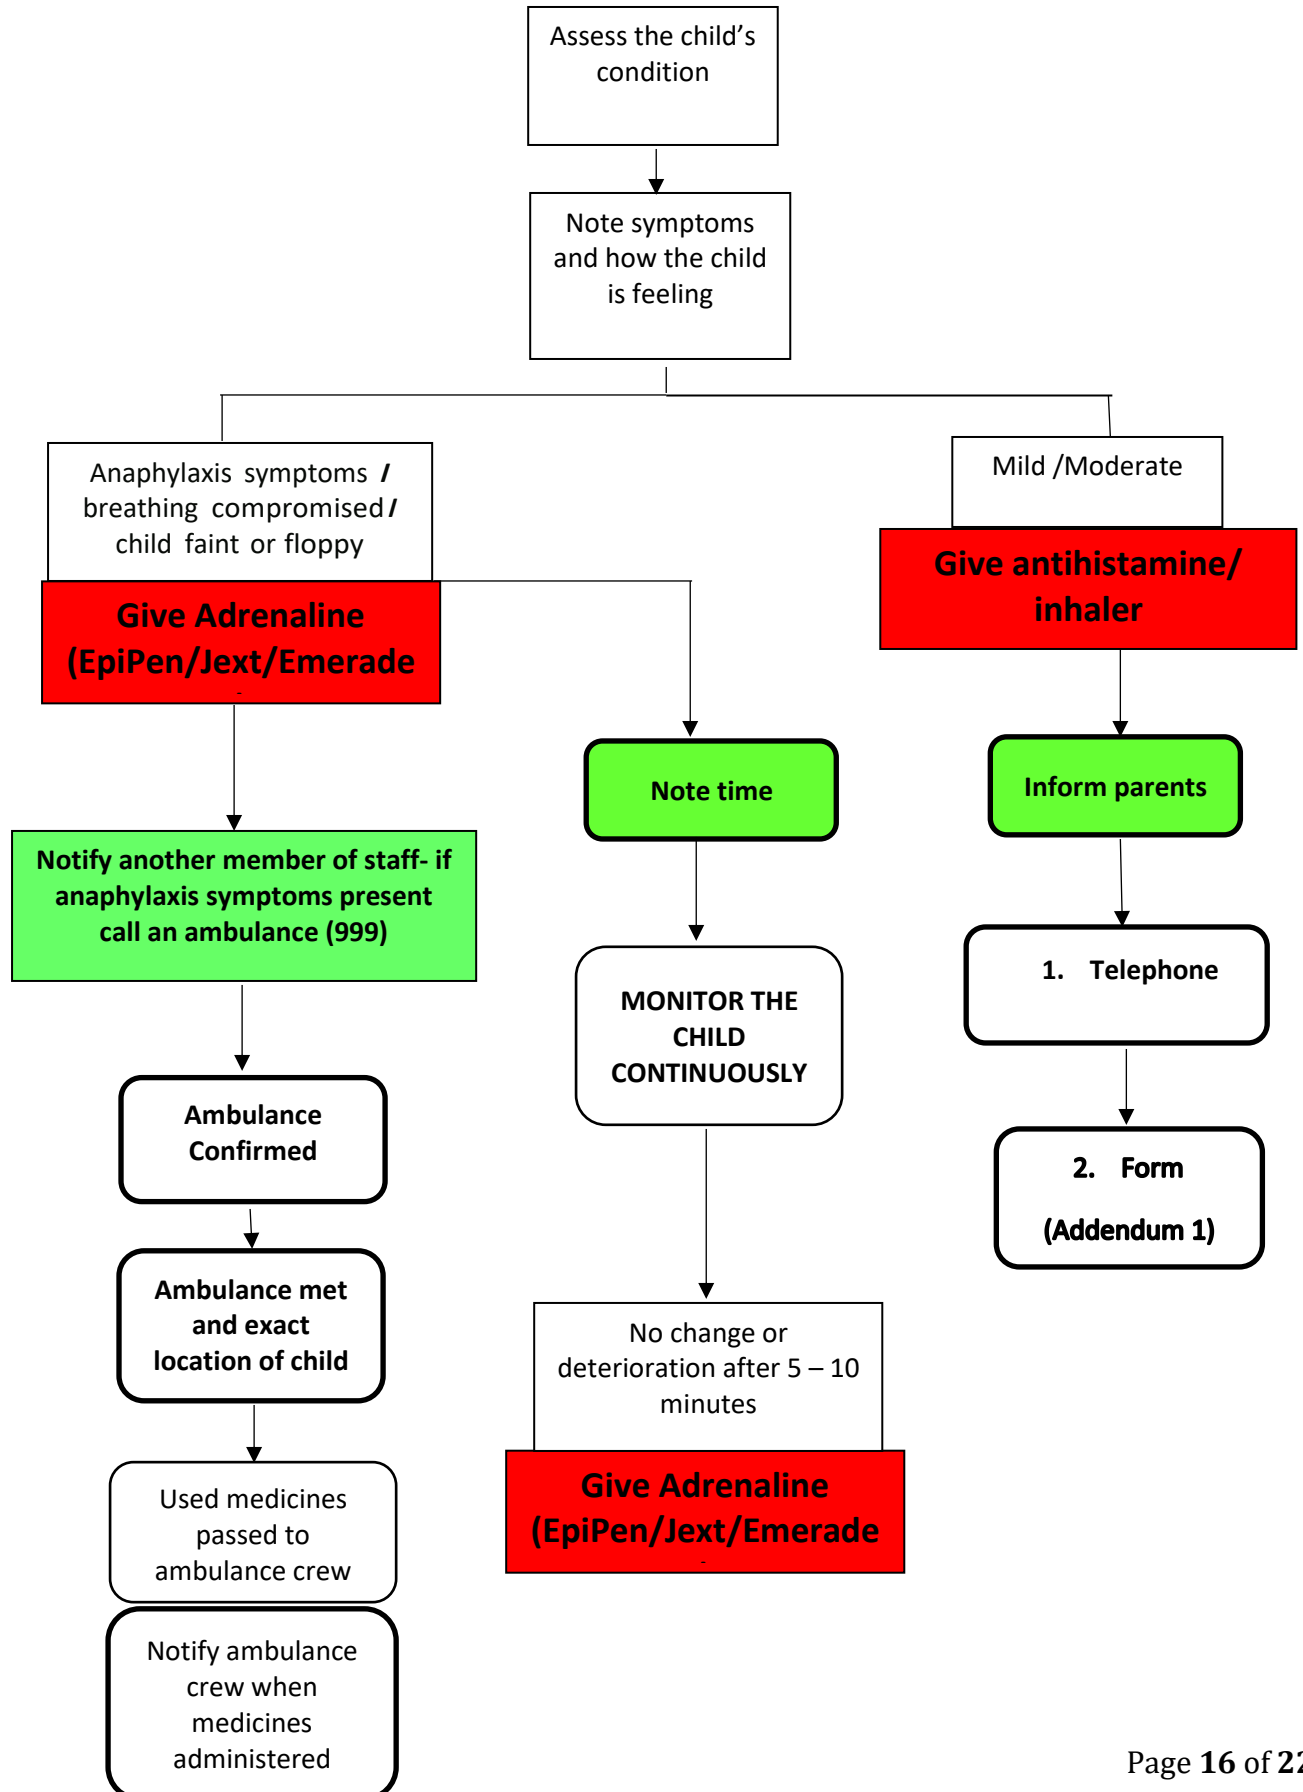 Assess the child’s
condition
Note symptoms
and how the child
is feeling
Anaphylaxis symptoms /
breathing compromised/
child faint or floppy
Give Adrenaline
(EpiPen/Jext/Emerade
-
Mild /Moderate
Give antihistamine/
inhaler
Notify another member of staff- if
anaphylaxis symptoms present
call an ambulance (999)
Note time
Inform parents
Ambulance
Confirmed
MONITOR THE
CHILD
CONTINUOUSLY
1. Telephone
Ambulance met
and exact
location of child
2. Form
(Addendum 1)
No change or
deterioration after 5 – 10
minutes
Give Adrenaline
(EpiPen/Jext/Emerade
-
Used medicines
passed to
ambulance crew
Notify ambulance
crew when
medicines
administered
Page 16 of 22